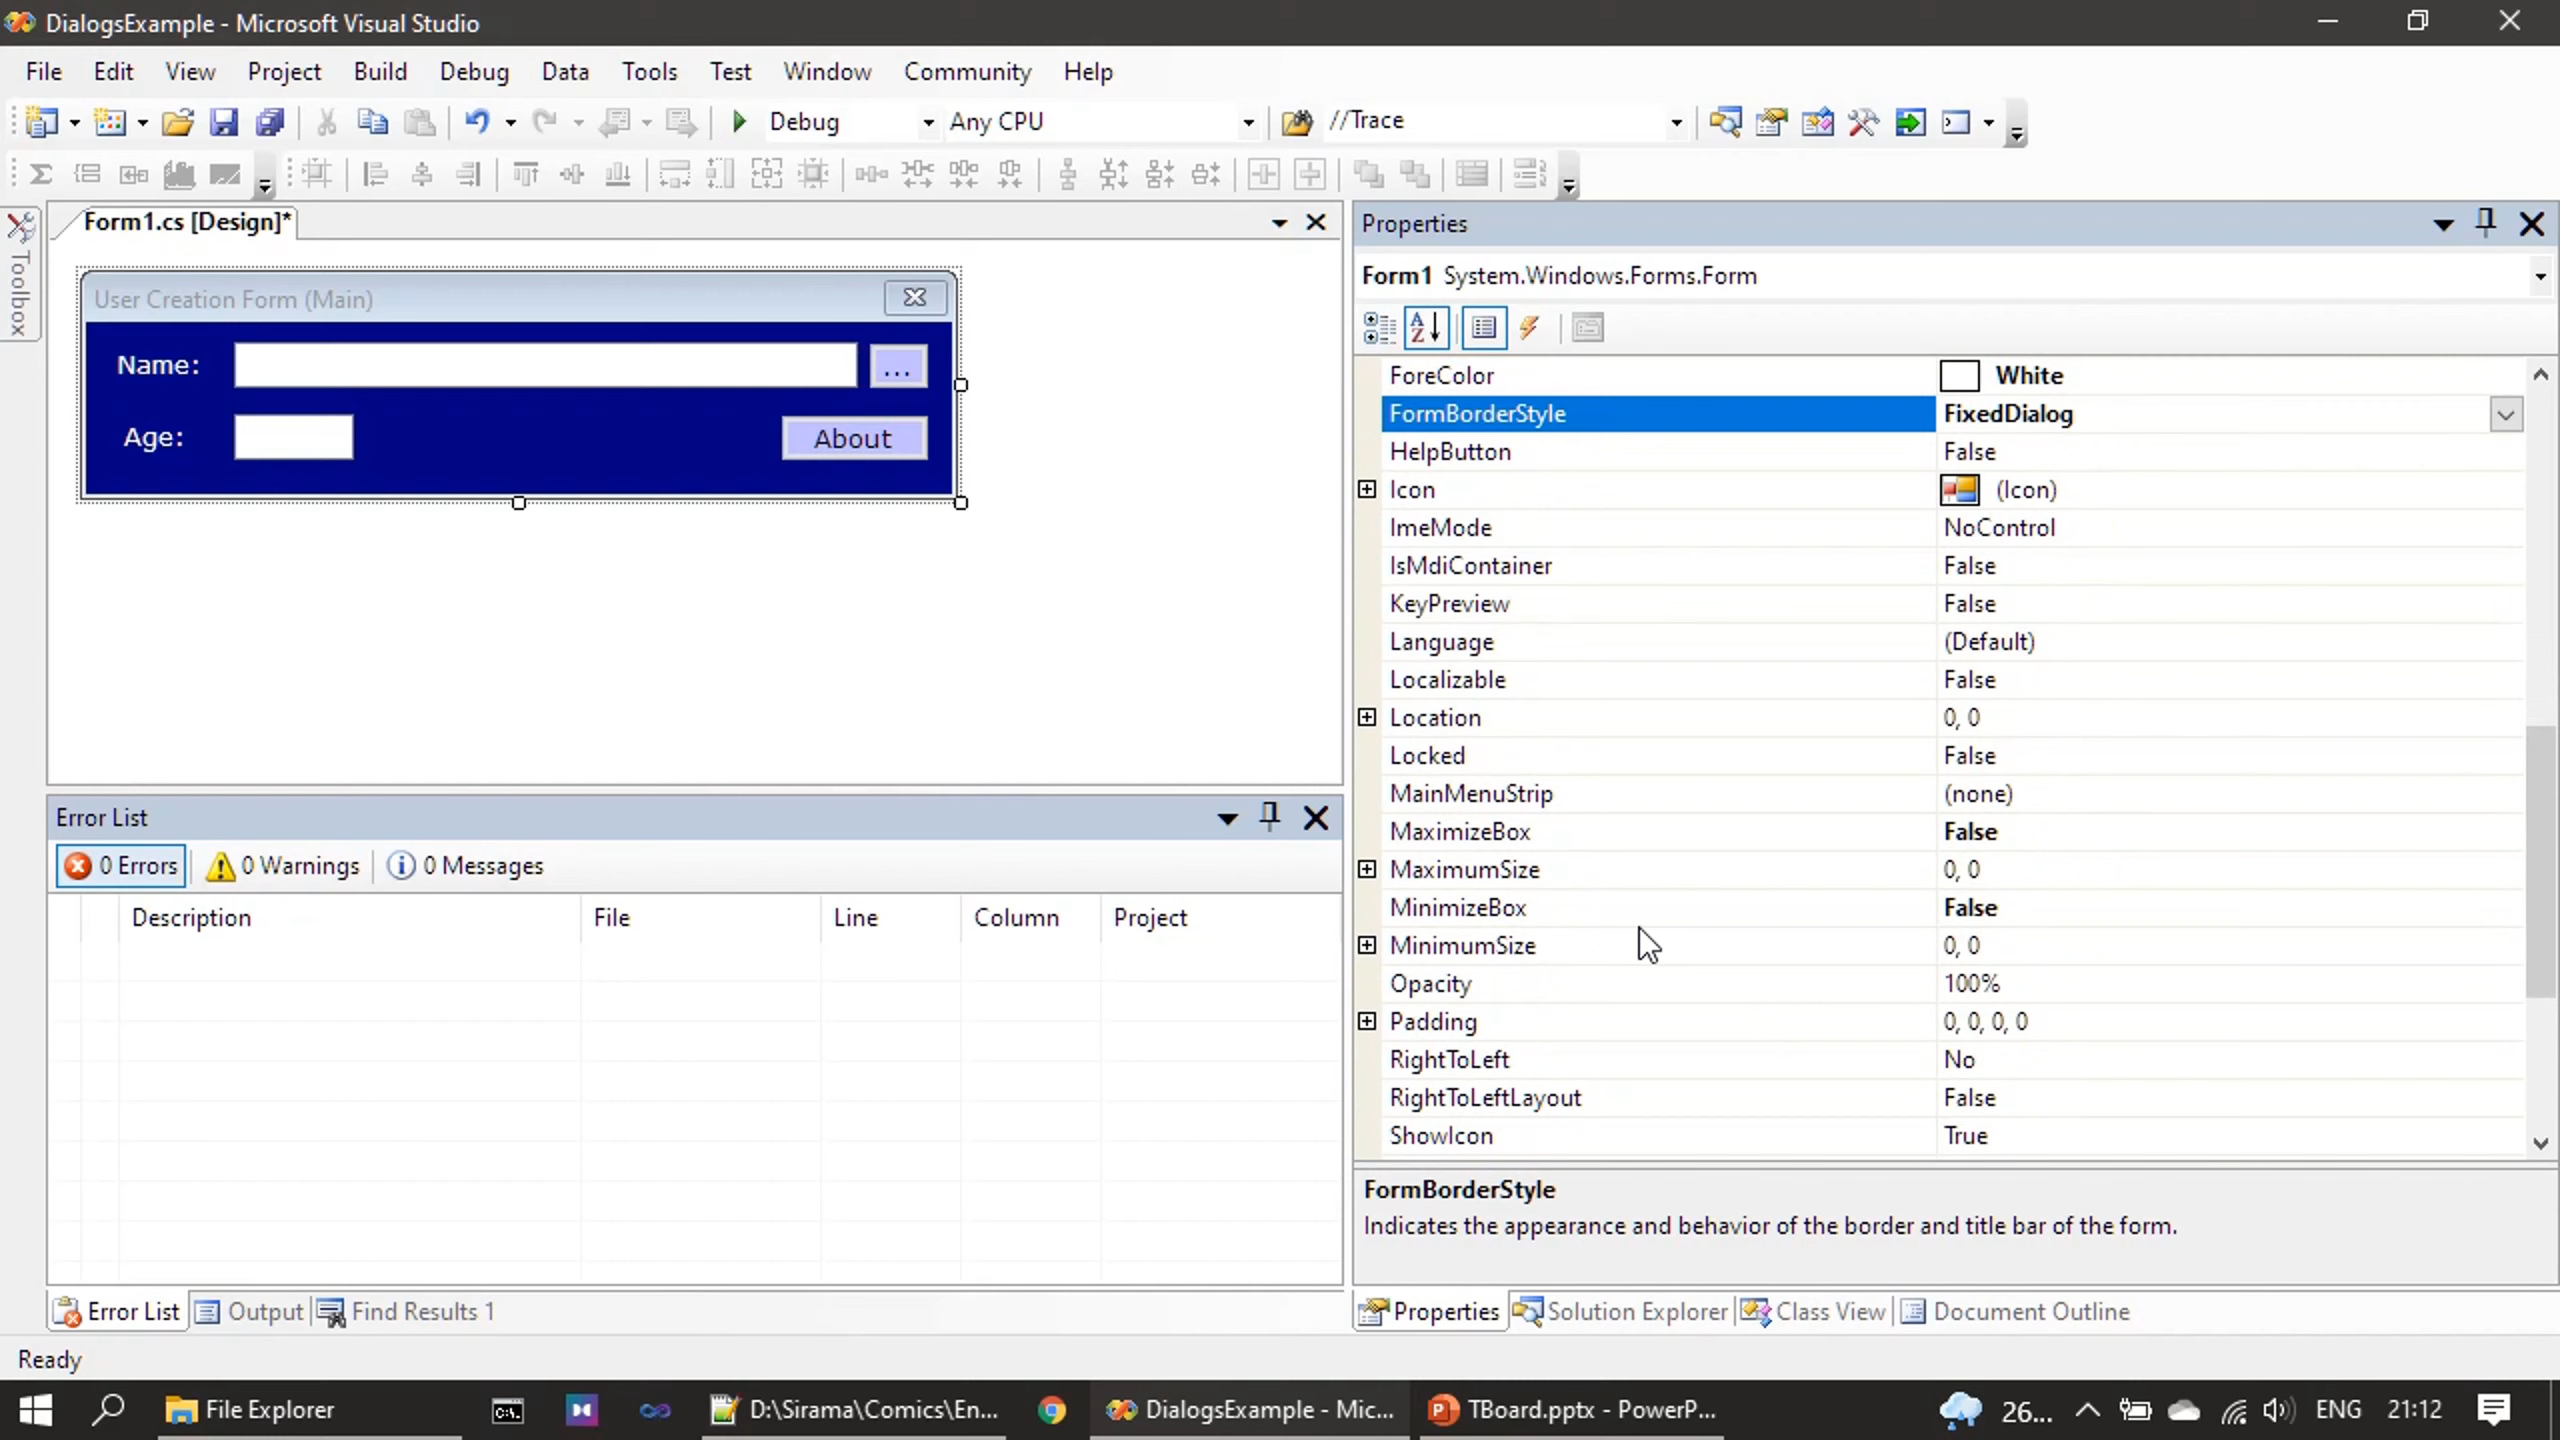 DialogsExample - Microsoft Visual Studio
File Edit View Project Build Debug Data Tools Test Window Community Help
Debug Any CPU //Trace
Toolbox
Form1.cs [Design]*
User Creation Form (Main)
Name: ...
Age: About
Error List
0 Errors 0 Warnings 0 Messages
Description File Line Column Project
Error List Output Find Results 1
Properties
Form1 System.Windows.Forms.Form
ForeColor White
FormBorderStyle FixedDialog
HelpButton False
Icon (Icon)
ImeMode NoControl
IsMdiContainer False
KeyPreview False
Language (Default)
Localizable False
Location 0, 0
Locked False
MainMenuStrip (none)
MaximizeBox False
MaximumSize 0, 0
MinimizeBox False
MinimumSize 0, 0
Opacity 100%
Padding 0, 0, 0, 0
RightToLeft No
RightToLeftLayout False
ShowIcon True
FormBorderStyle
Indicates the appearance and behavior of the border and title bar of the form.
Properties Solution Explorer Class View Document Outline
Ready
File Explorer D:\Sirama\Comics\En... DialogsExample - Mic... TBoard.pptx - PowerP... 26... ENG 21:12